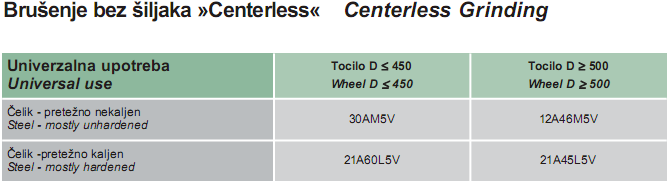 Brušenje bez šiljaka »Centerless« Centerless Grinding
Univerzalna upotreba
Universal use
Tocilo D ≤ 450
Wheel D ≤ 450
Tocilo D ≥ 500
Wheel D ≥ 500
Čelik - pretežno nekaljen
Steel - mostly unhardened
30AM5V
12A46M5V
Čelik -pretežno kaljen
Steel - mostly hardened
21A60L5V
21A45L5V